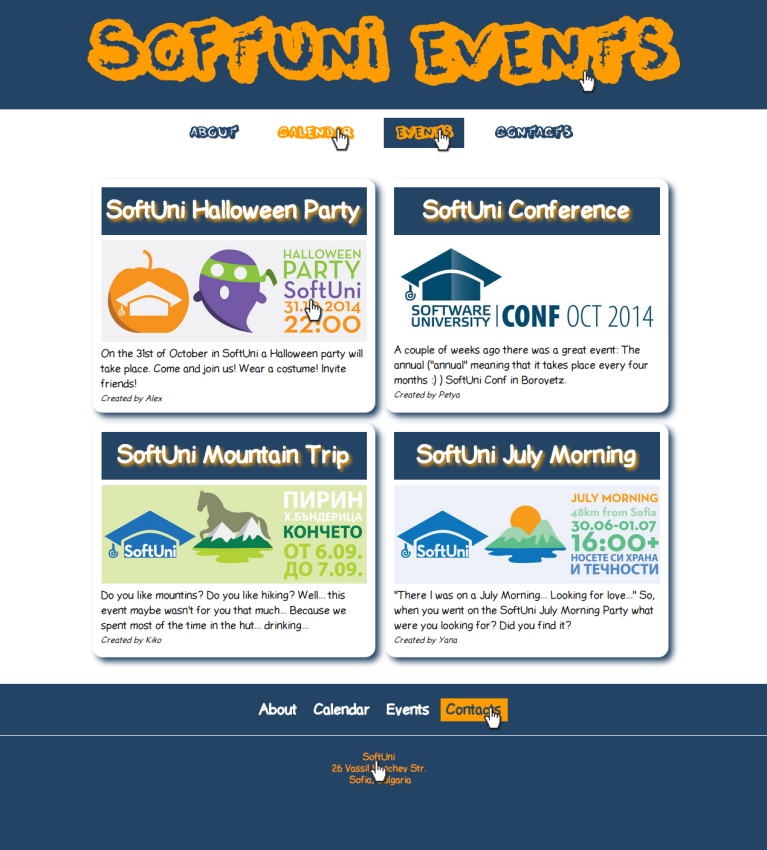 SOFTUNI EVENTS
ABOUT CALENDAR EVENTS CONTACTS
SoftUni Halloween Party
HALLOWEEN
PARTY
SoftUni
2014
22:00
On the 31st of October in SoftUni a Halloween party will
take place. Come and join us! Wear a costume! Invite
friends!
Created by Alex
SoftUni Conference
SOFTWARE
UNIVERSITY CONF OCT 2014
A couple of weeks ago there was a great event: The
annual ("annual" meaning that it takes place every four
months :) ) SoftUni Conf in Borovetz.
Created by Petya
SoftUni Mountain Trip
SoftUni
ПИРИН
Х.БЪНДЕРИЦА
КОНЧЕТО
ОТ 6.09.
ДО 7.09.
Do you like mountins? Do you like hiking? Well... this
event maybe wasn't for you that much... Because we
spent most of the time in the hut... drinking...
Created by Kiko
SoftUni July Morning
SoftUni
JULY MORNING
48km from Sofia
30.06-01.07
16:00+
НОСЕТЕ СИ ХРАНА
И ТЕЧНОСТИ
"There I was on a July Morning... Looking for love..." So,
when you went on the SoftUni July Morning Party what
were you looking for? Did you find it?
Created by Yana
About Calendar Events Contacts
SoftUni
26 Vassil Str.
Sofia,